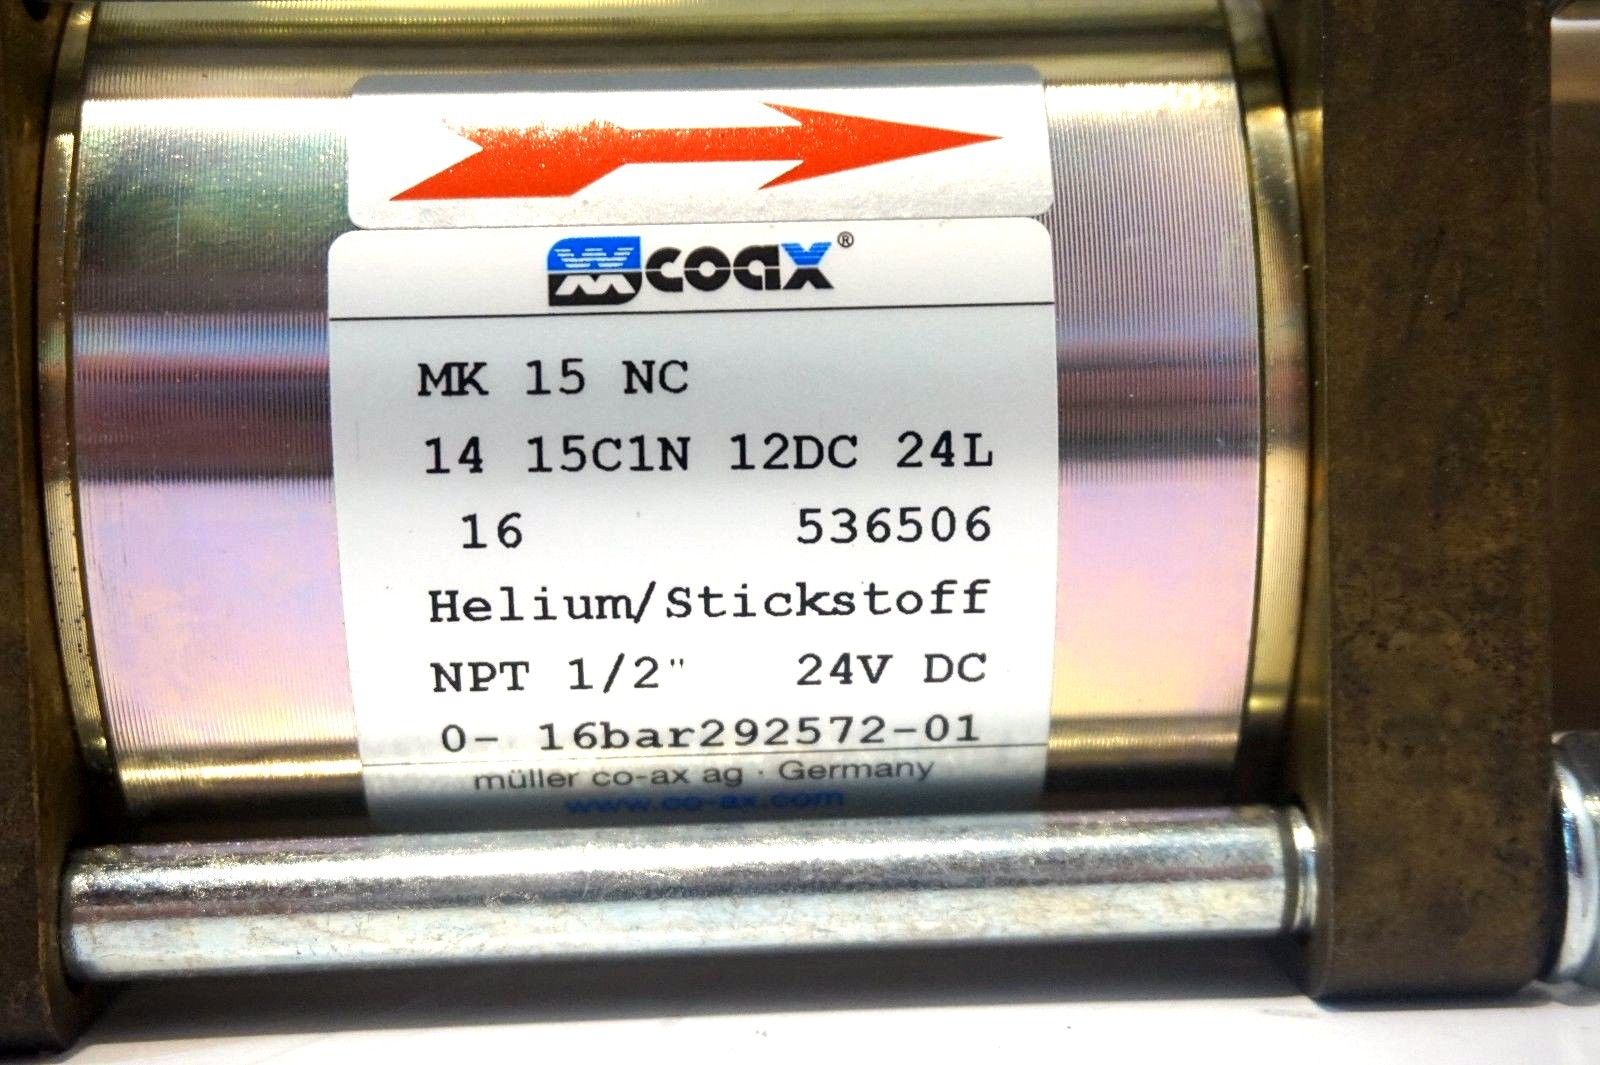 coax®
MK 15 NC
14 15C1N 12DC 24L
16 536506
Helium/Stickstoff
NPT 1/2" 24V DC
0- 16bar292572-01
müller co-ax ag · Germany
www.co-ax.com